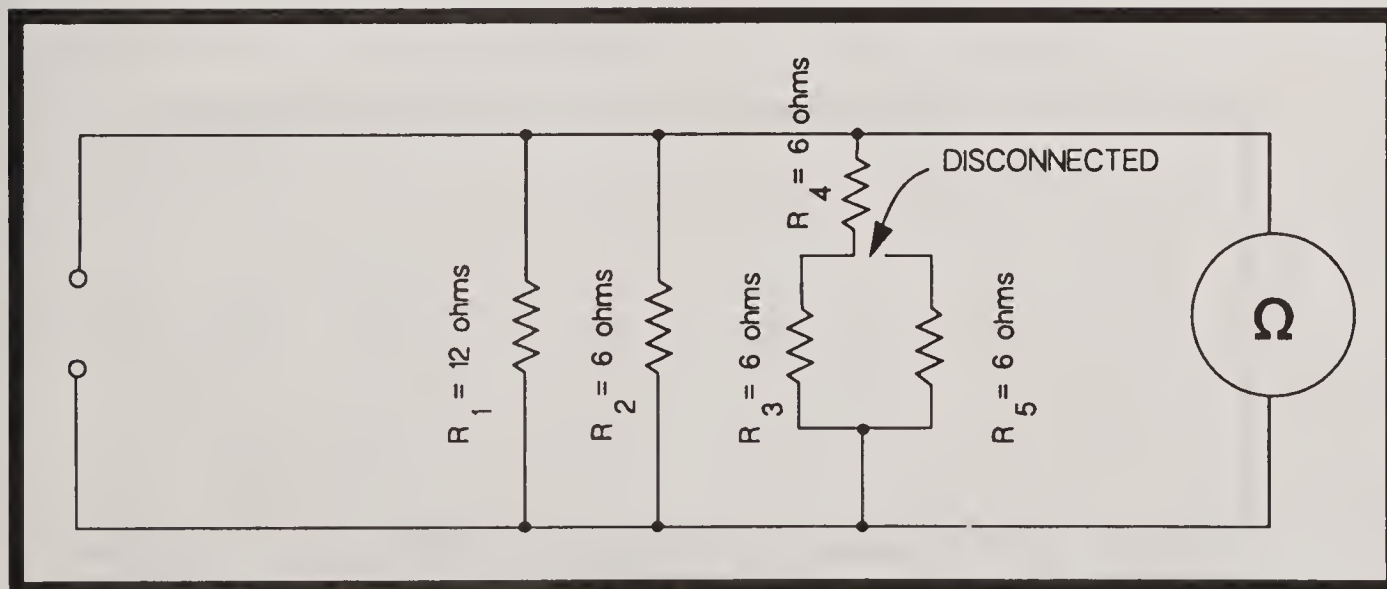 R1 = 12 ohms
R2 = 6 ohms
R3 = 6 ohms
R4 = 6 ohms
DISCONNECTED
R5 = 6 ohms
Ω